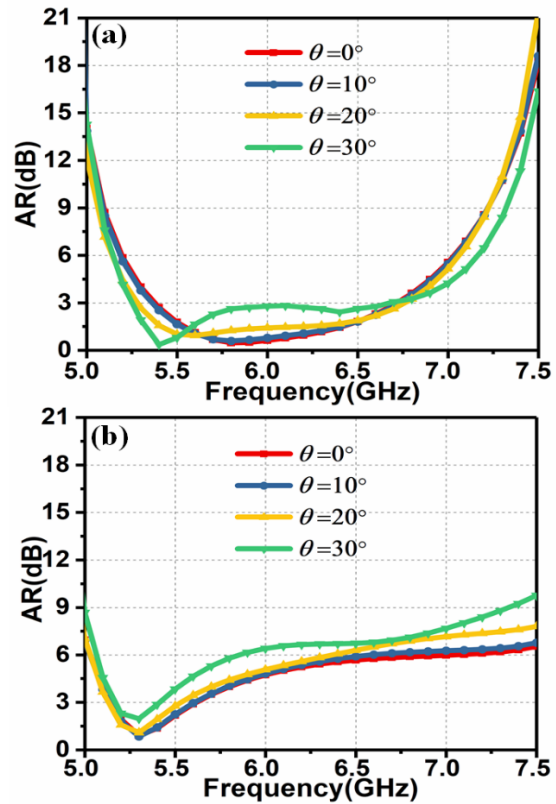 (a)
θ=0°
θ=10°
θ=20°
θ=30°
AR(dB)
21
18
15
12
9
6
3
0
5.0 5.5 6.0 6.5 7.0 7.5
Frequency(GHz)
(b)
θ=0°
θ=10°
θ=20°
θ=30°
AR(dB)
21
18
15
12
9
6
3
0
5.0 5.5 6.0 6.5 7.0 7.5
Frequency(GHz)